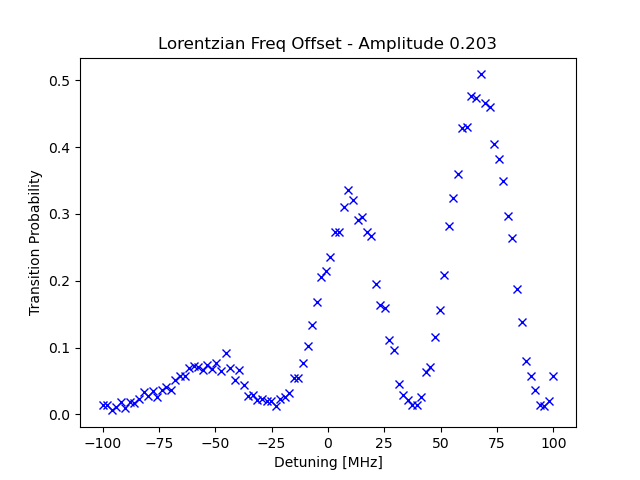 Lorentzian Freq Offset - Amplitude 0.203
Transition Probability
0.5
0.4
0.3
0.2
0.1
0.0
−100 −75 −50 −25 0 25 50 75 100
Detuning [MHz]